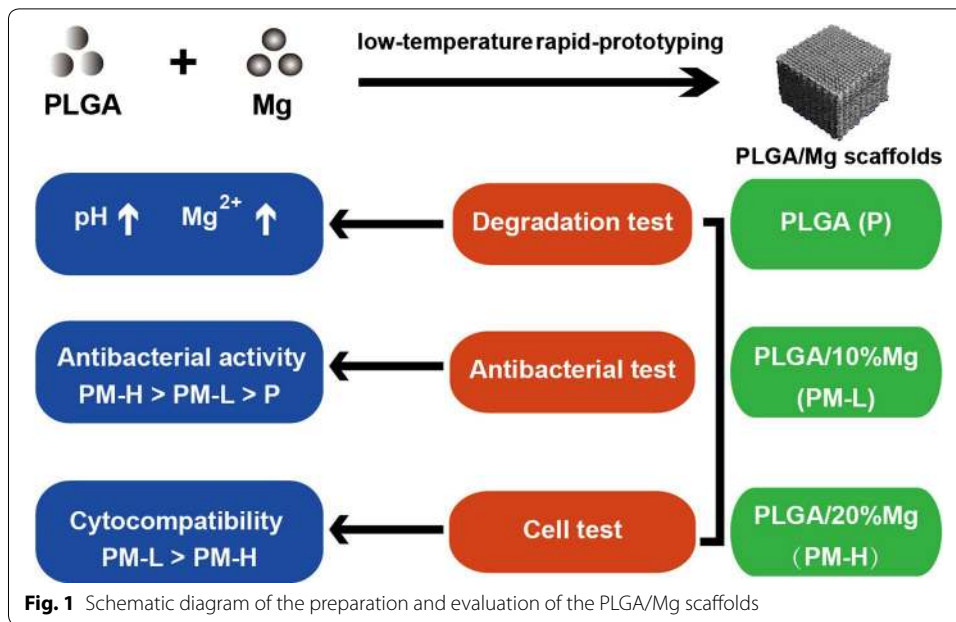 low-temperature rapid-prototyping
PLGA + Mg
PLGA/Mg scaffolds
pH ↑ Mg²⁺ ↑
Degradation test
PLGA (P)
Antibacterial activity
PM-H > PM-L > P
Antibacterial test
PLGA/10%Mg
(PM-L)
Cytocompatibility
PM-L > PM-H
Cell test
PLGA/20%Mg
（PM-H）
Fig. 1 Schematic diagram of the preparation and evaluation of the PLGA/Mg scaffolds